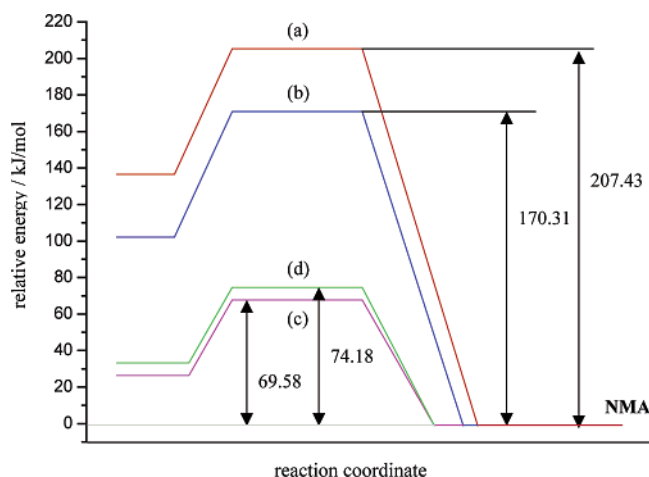 220
200
180
160
140
120
100
80
60
40
20
0
relative energy / kJ/mol
(a)
(b)
(d)
(c)
207.43
170.31
74.18
69.58
NMA
reaction coordinate